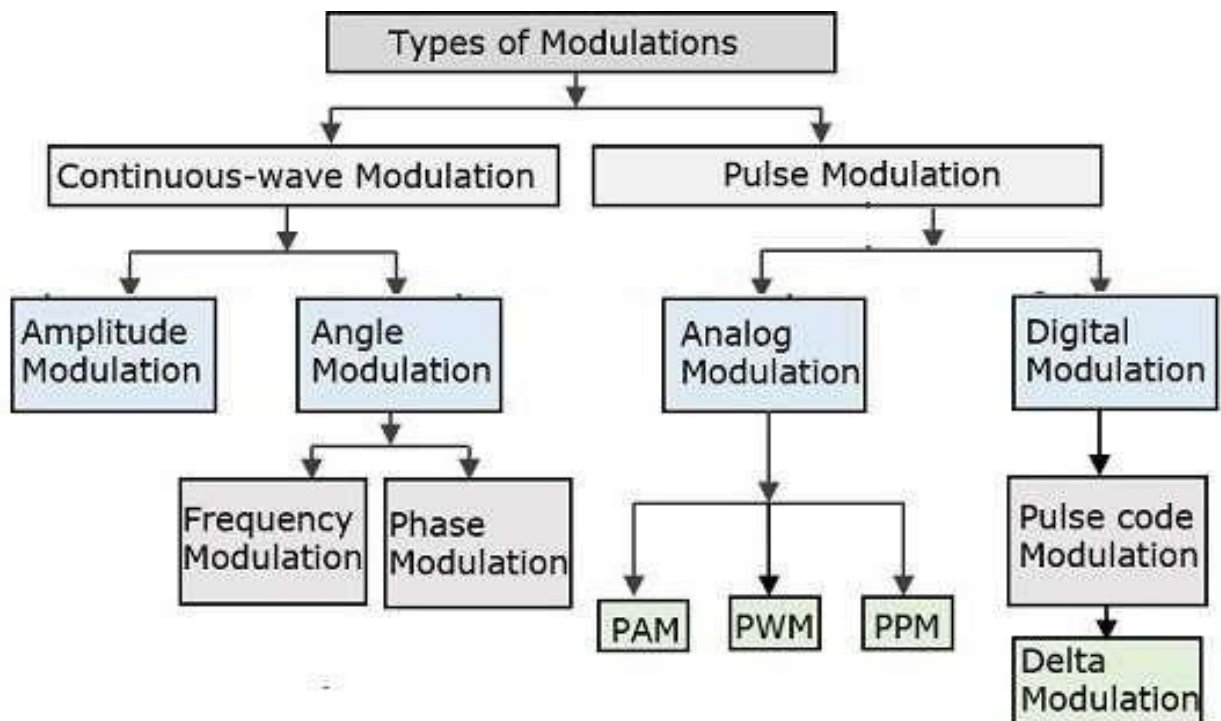 Types of Modulations
Continuous-wave Modulation
Pulse Modulation
Amplitude
Modulation
Angle
Modulation
Analog
Modulation
Digital
Modulation
Frequency
Modulation
Phase
Modulation
PAM
PWM
PPM
Pulse code
Modulation
Delta
Modulation